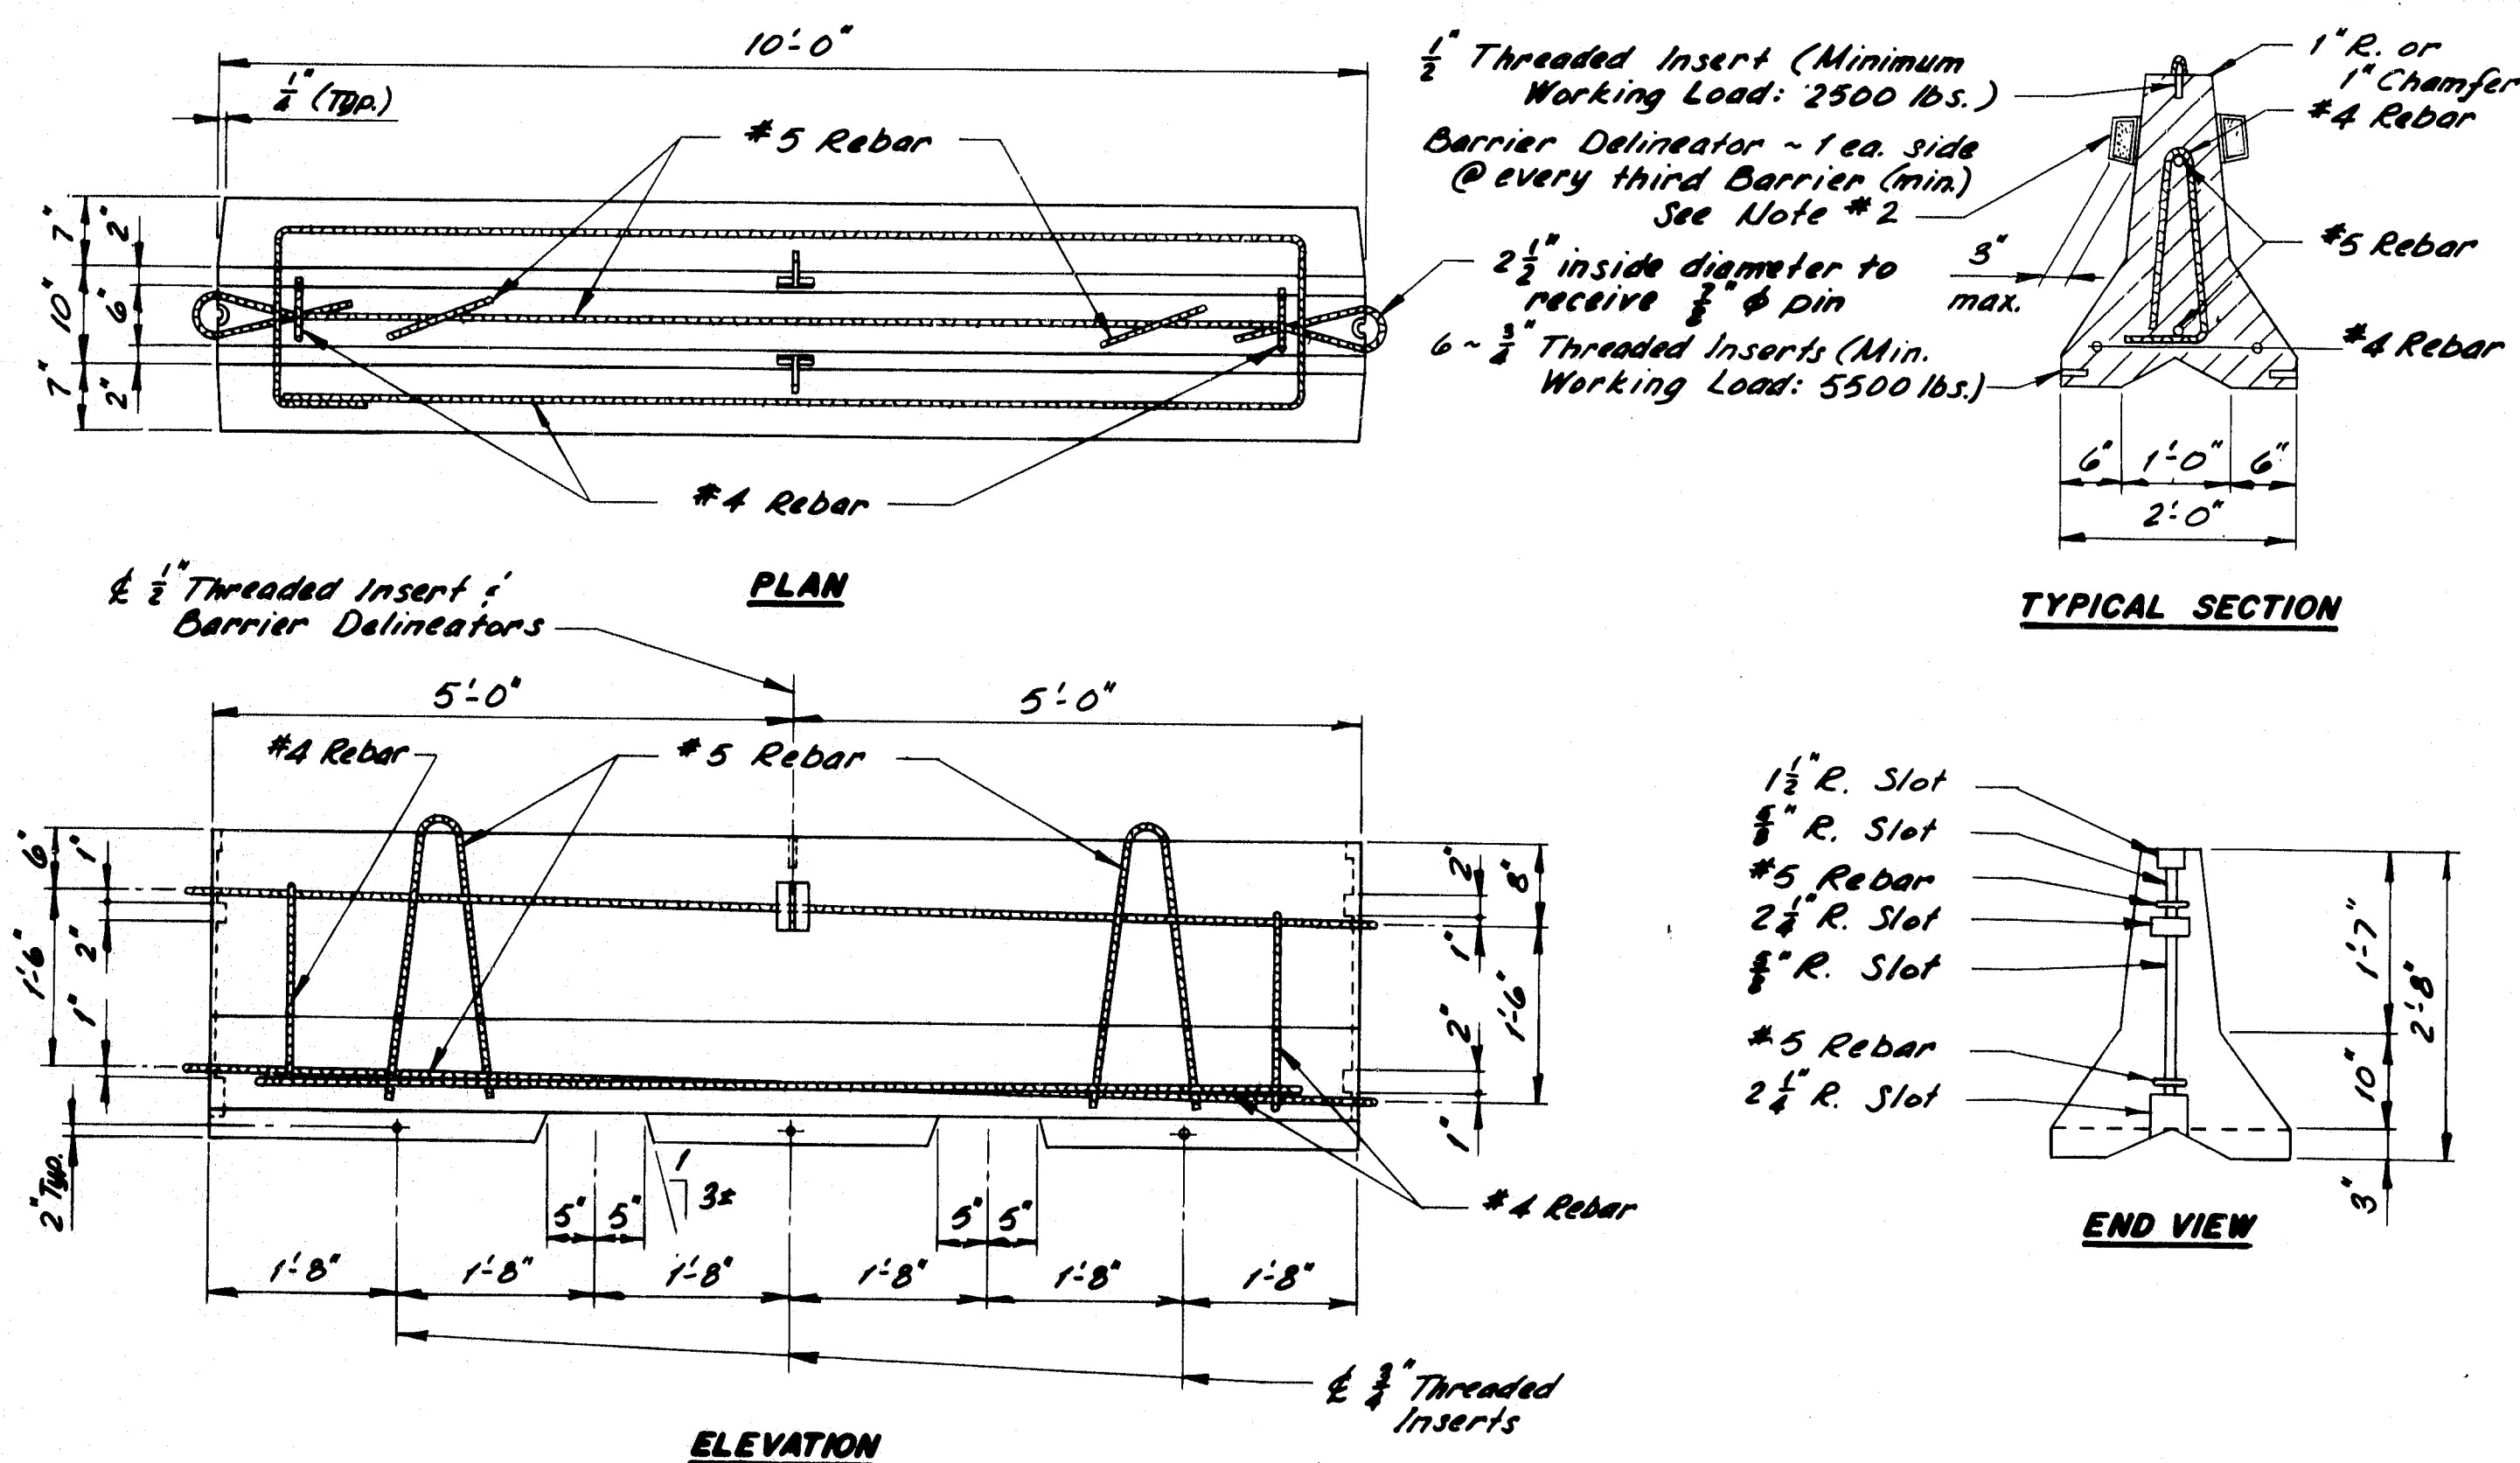 10'-0"
1/4" (Typ.)
#5 Rebar
7"
2"
10"
6"
7"
2"
#4 Rebar
PLAN
1/2" Threaded Insert (Minimum
Working Load: 2500 lbs.)
Barrier Delineator ~ 1 ea. side
@ every third Barrier (min.)
See Note #2
2 1/2" inside diameter to
receive 7/8" ϕ pin
6 ~ 3/4" Threaded Inserts (Min.
Working Load: 5500 lbs.)
1" R. or
1" Chamfer
#4 Rebar
#5 Rebar
3"
max.
#4 Rebar
6"
1'-0"
6"
2'-0"
TYPICAL SECTION
℄ 1/2" Threaded Insert &
Barrier Delineators
5'-0"
5'-0"
#4 Rebar
#5 Rebar
6"
1"
1'-6"
2"
1"
2" Typ.
2"
8"
1"
1'-6"
2"
1"
1
3±
5"
5"
5"
5"
#4 Rebar
1'-8"
1'-8"
1'-8"
1'-8"
1'-8"
1'-8"
℄ 3/4" Threaded
Inserts
ELEVATION
1 1/2" R. Slot
5/8" R. Slot
#5 Rebar
2 1/4" R. Slot
5/8" R. Slot
#5 Rebar
2 1/4" R. Slot
1'-7"
2'-8"
10"
3"
END VIEW